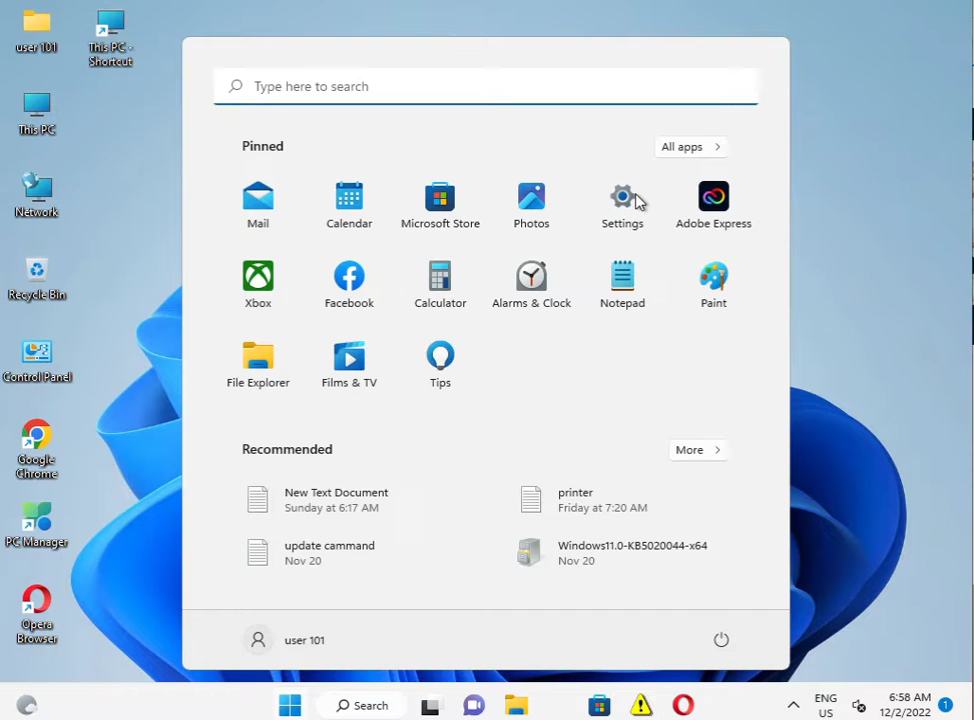 user 101
This PC -
Shortcut
This PC
Network
Recycle Bin
Control Panel
Google
Chrome
PC Manager
Opera
Browser
Type here to search
Pinned
All apps
Mail
Calendar
Microsoft Store
Photos
Settings
Adobe Express
Xbox
Facebook
Calculator
Alarms & Clock
Notepad
Paint
File Explorer
Films & TV
Tips
Recommended
More
New Text Document
Sunday at 6:17 AM
printer
Friday at 7:20 AM
update cammand
Nov 20
Windows11.0-KB5020044-x64
Nov 20
user 101
Search
ENG
US
6:58 AM
12/2/2022
1